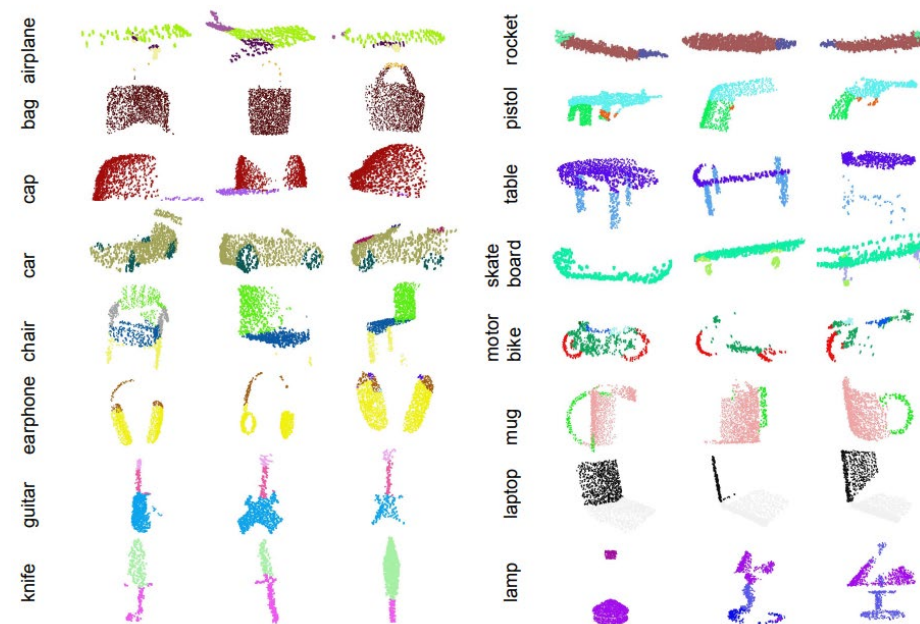 airplane
bag
cap
car
chair
earphone
guitar
knife
rocket
pistol
table
skate
board
motor
bike
mug
laptop
lamp